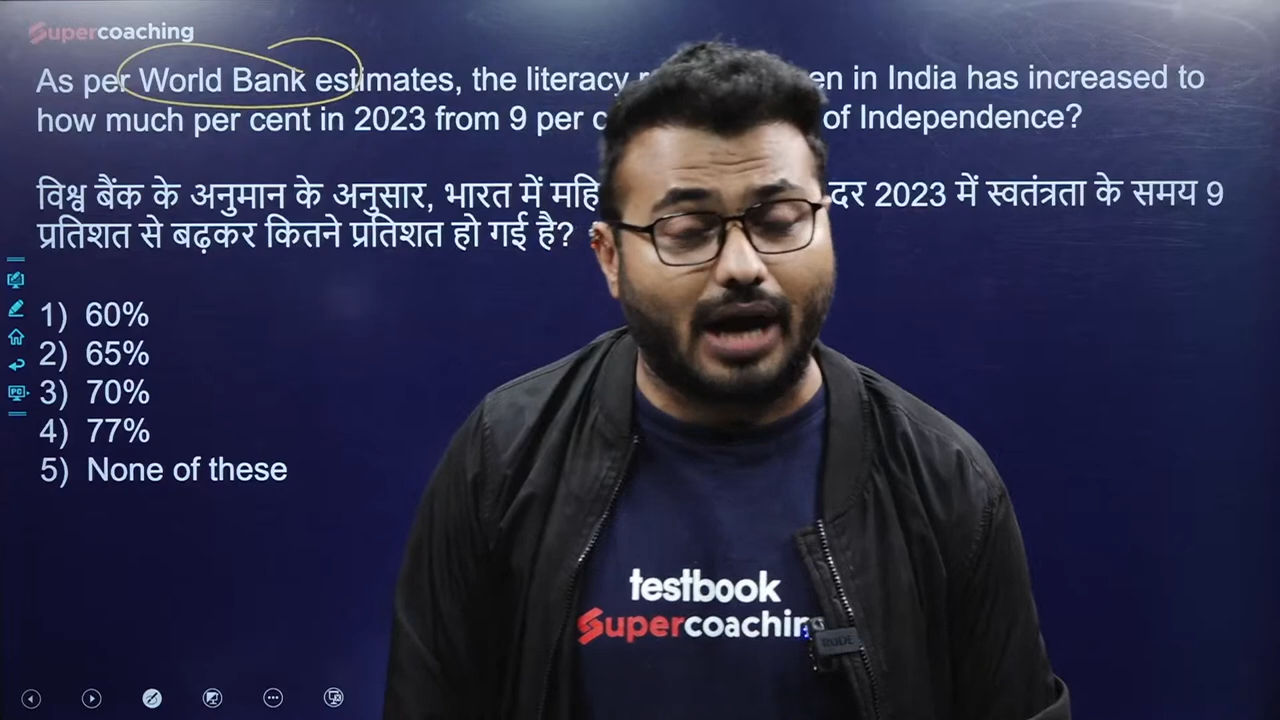 Supercoaching
As per World Bank estimates, the literacy in India has increased to
how much per cent in 2023 from 9 per of Independence?
विश्व बैंक के अनुमान के अनुसार, भारत में दर 2023 में स्वतंत्रता के समय 9
प्रतिशत से बढ़कर कितने प्रतिशत हो गई है?
1) 60%
2) 65%
3) 70%
4) 77%
5) None of these
PC
testbook
Supercoaching
RODE